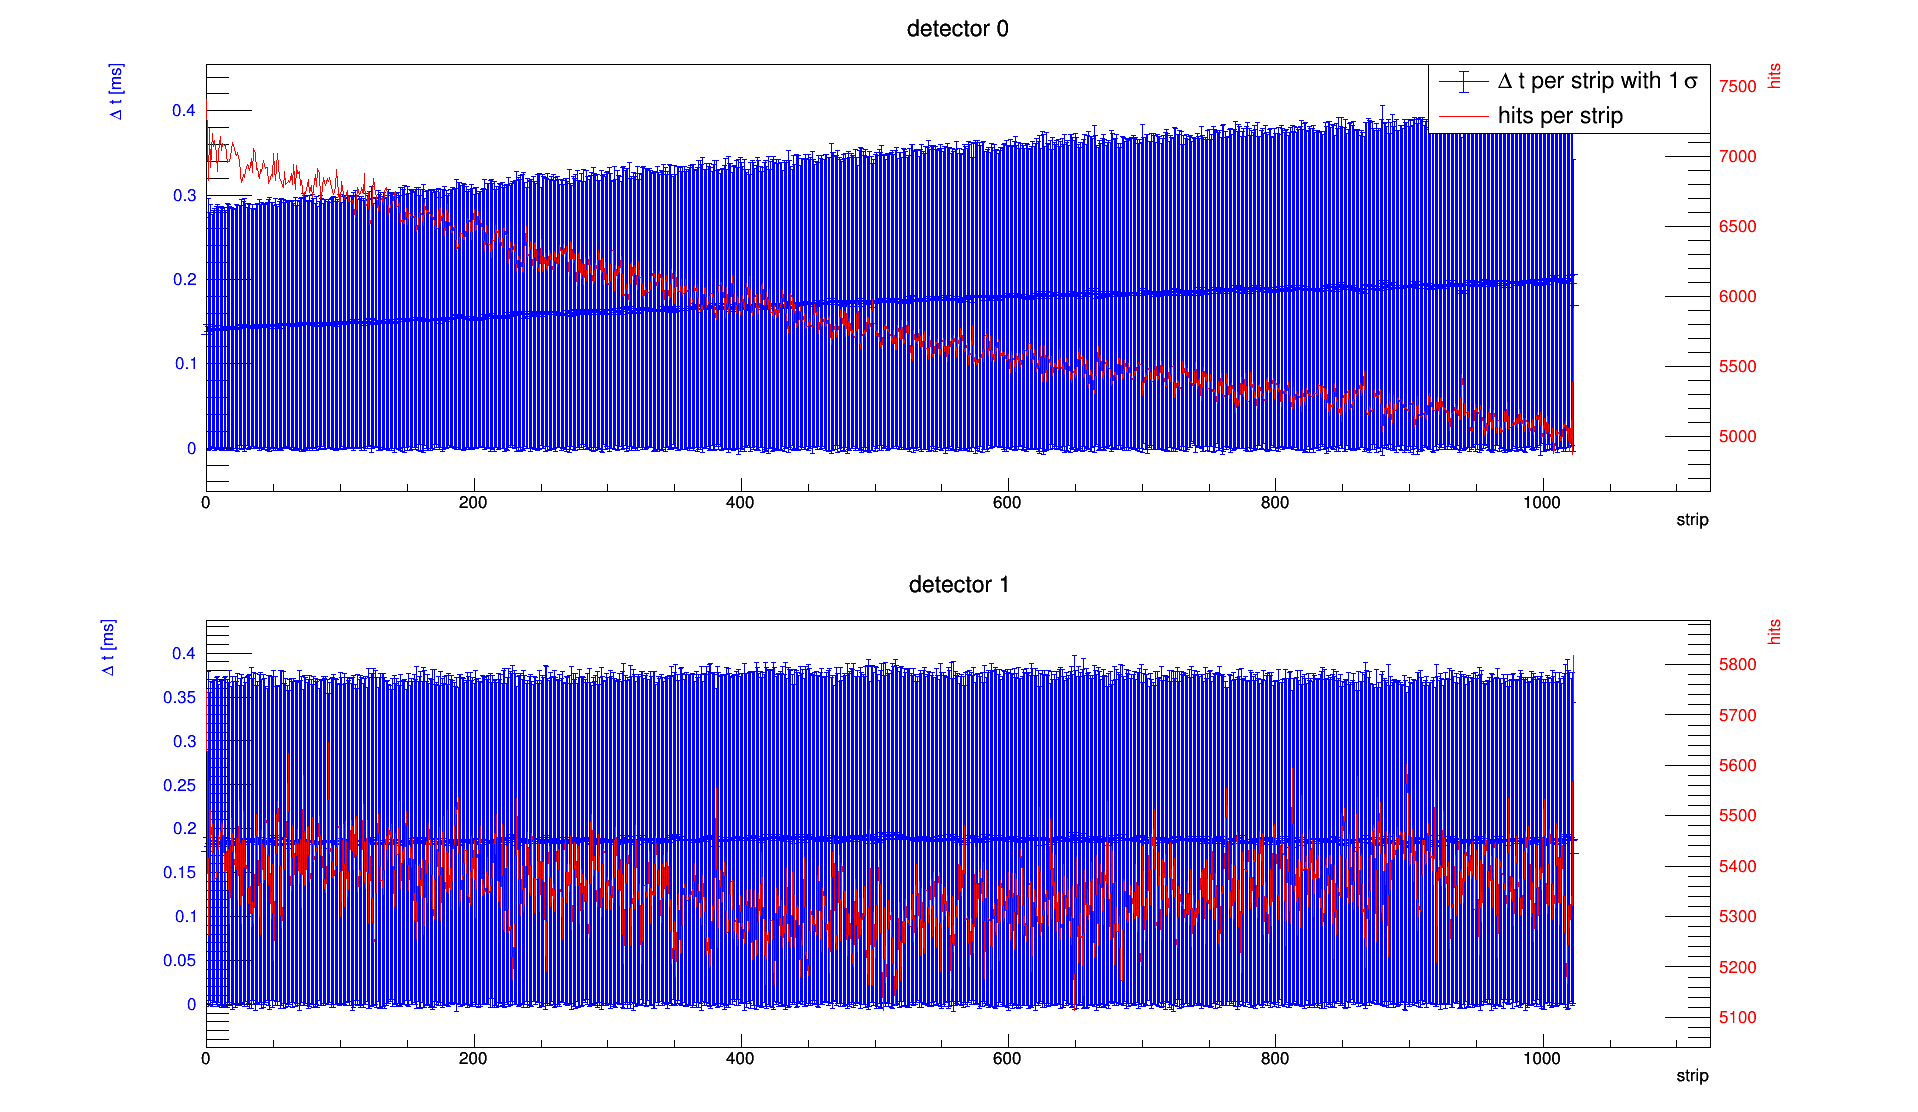 detector 0
Δ t [ms]
hits
Δ t per strip with 1 σ
hits per strip
0.4
0.3
0.2
0.1
0
7500
7000
6500
6000
5500
5000
0 200 400 600 800 1000
strip
detector 1
Δ t [ms]
hits
0.4
0.35
0.3
0.25
0.2
0.15
0.1
0.05
0
5800
5700
5600
5500
5400
5300
5200
5100
0 200 400 600 800 1000
strip